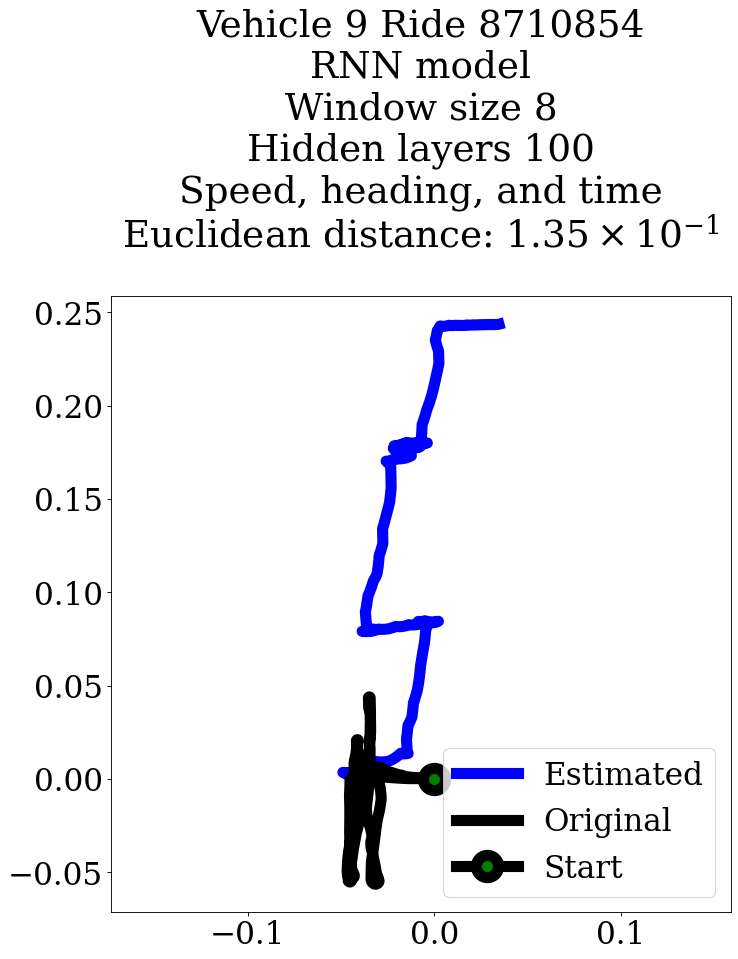 Vehicle 9 Ride 8710854
RNN model
Window size 8
Hidden layers 100
Speed, heading, and time
Euclidean distance: 1.35 × 10⁻¹
0.25
0.20
0.15
0.10
0.05
0.00
−0.05
−0.1
0.0
0.1
Estimated
Original
Start